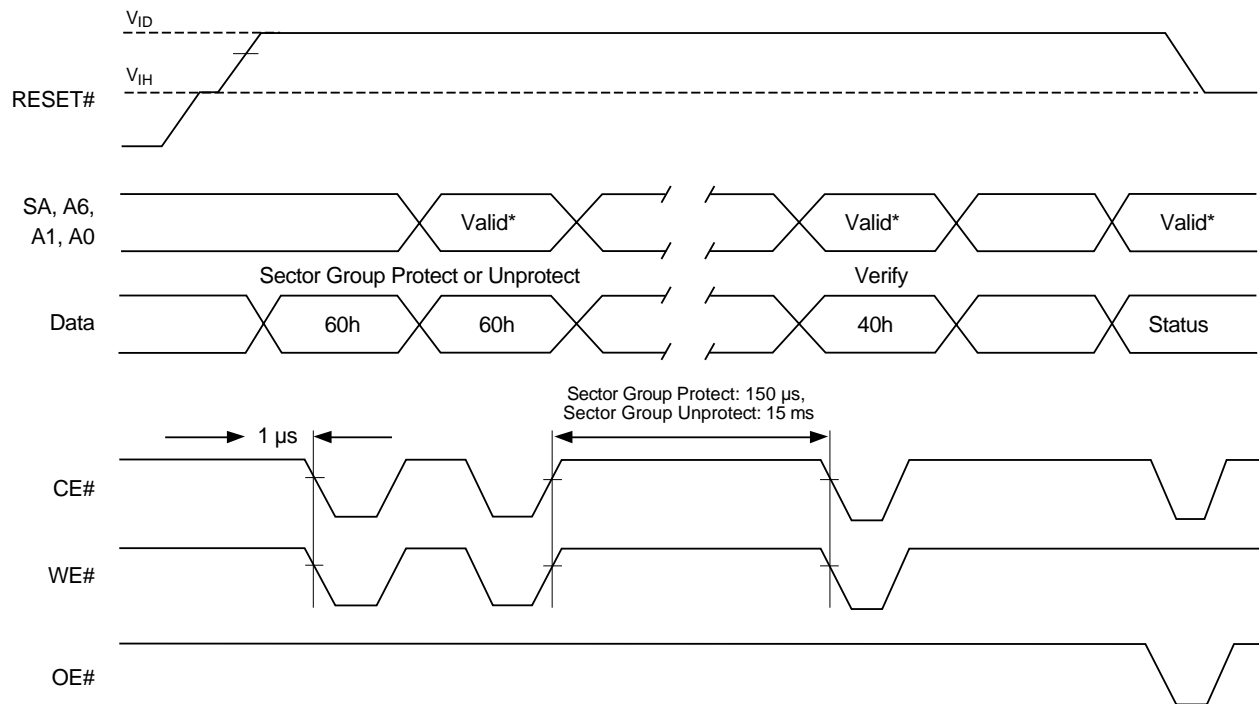 VID
VIH
RESET#
SA, A6,
A1, A0
Valid*
Valid*
Valid*
Sector Group Protect or Unprotect
Verify
Data
60h
60h
40h
Status
Sector Group Protect: 150 µs,
Sector Group Unprotect: 15 ms
1 µs
CE#
WE#
OE#